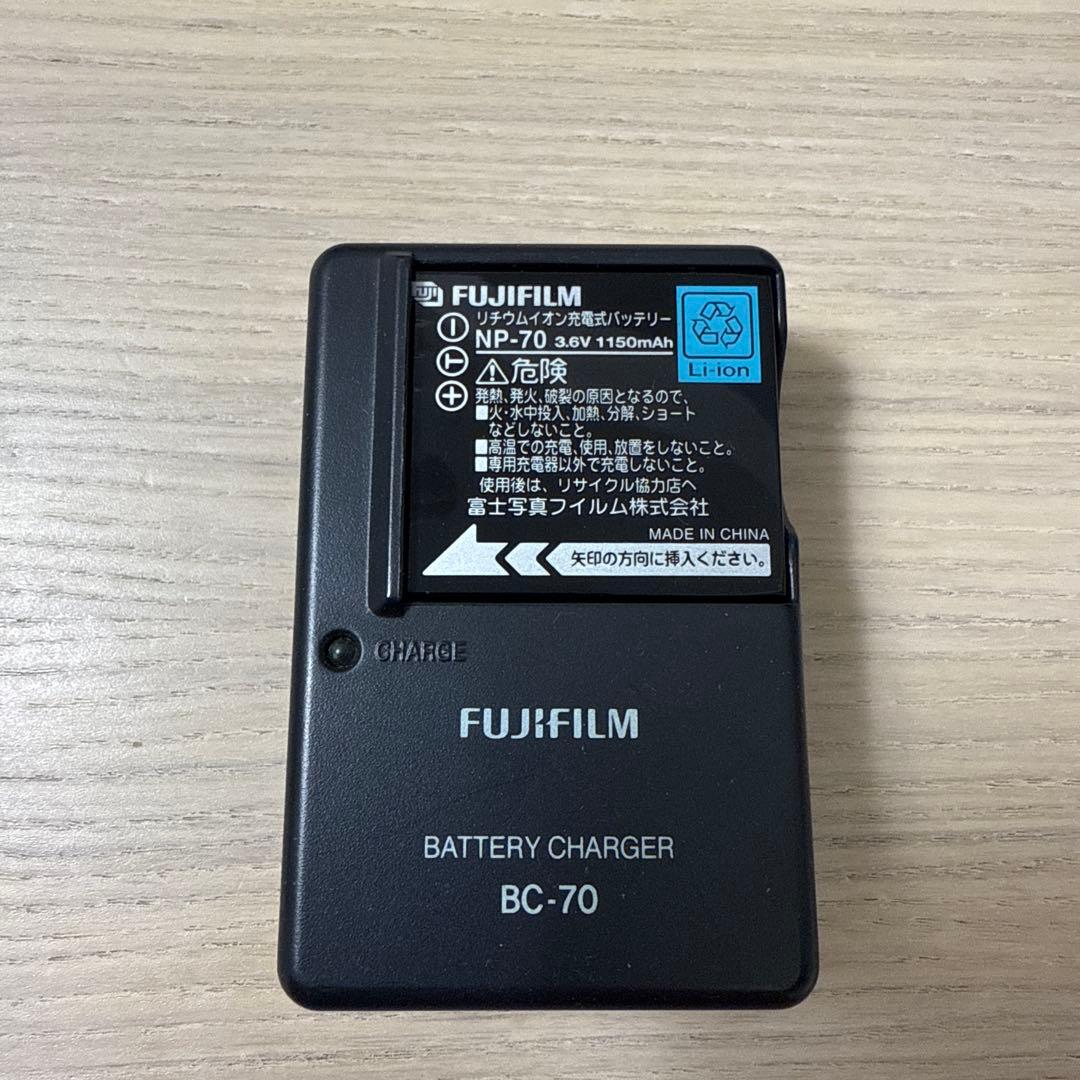 FUJIFILM
リチウムイオン充電式バッテリー
NP-70 3.6V 1150mAh
Li-ion
⚠危険
発熱、発火、破裂の原因となるので、
■火・水中投入、加熱、分解、ショート
などしないこと。
■高温での充電、使用、放置をしないこと。
■専用充電器以外で充電しないこと。
使用後は、リサイクル協力店へ
富士写真フイルム株式会社
MADE IN CHINA
矢印の方向に挿入ください。
− T +
CHARGE
FUJIFILM
BATTERY CHARGER
BC-70